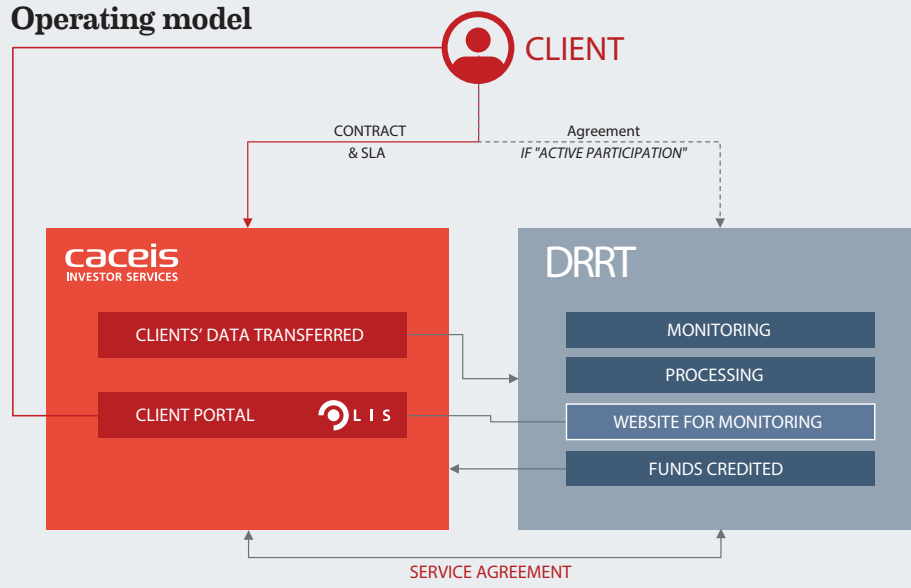 Operating model
CLIENT
CONTRACT
& SLA
Agreement
IF "ACTIVE PARTICIPATION"
caceis
INVESTOR SERVICES
CLIENTS’ DATA TRANSFERRED
CLIENT PORTAL
OLIS
DRRT
MONITORING
PROCESSING
WEBSITE FOR MONITORING
FUNDS CREDITED
SERVICE AGREEMENT